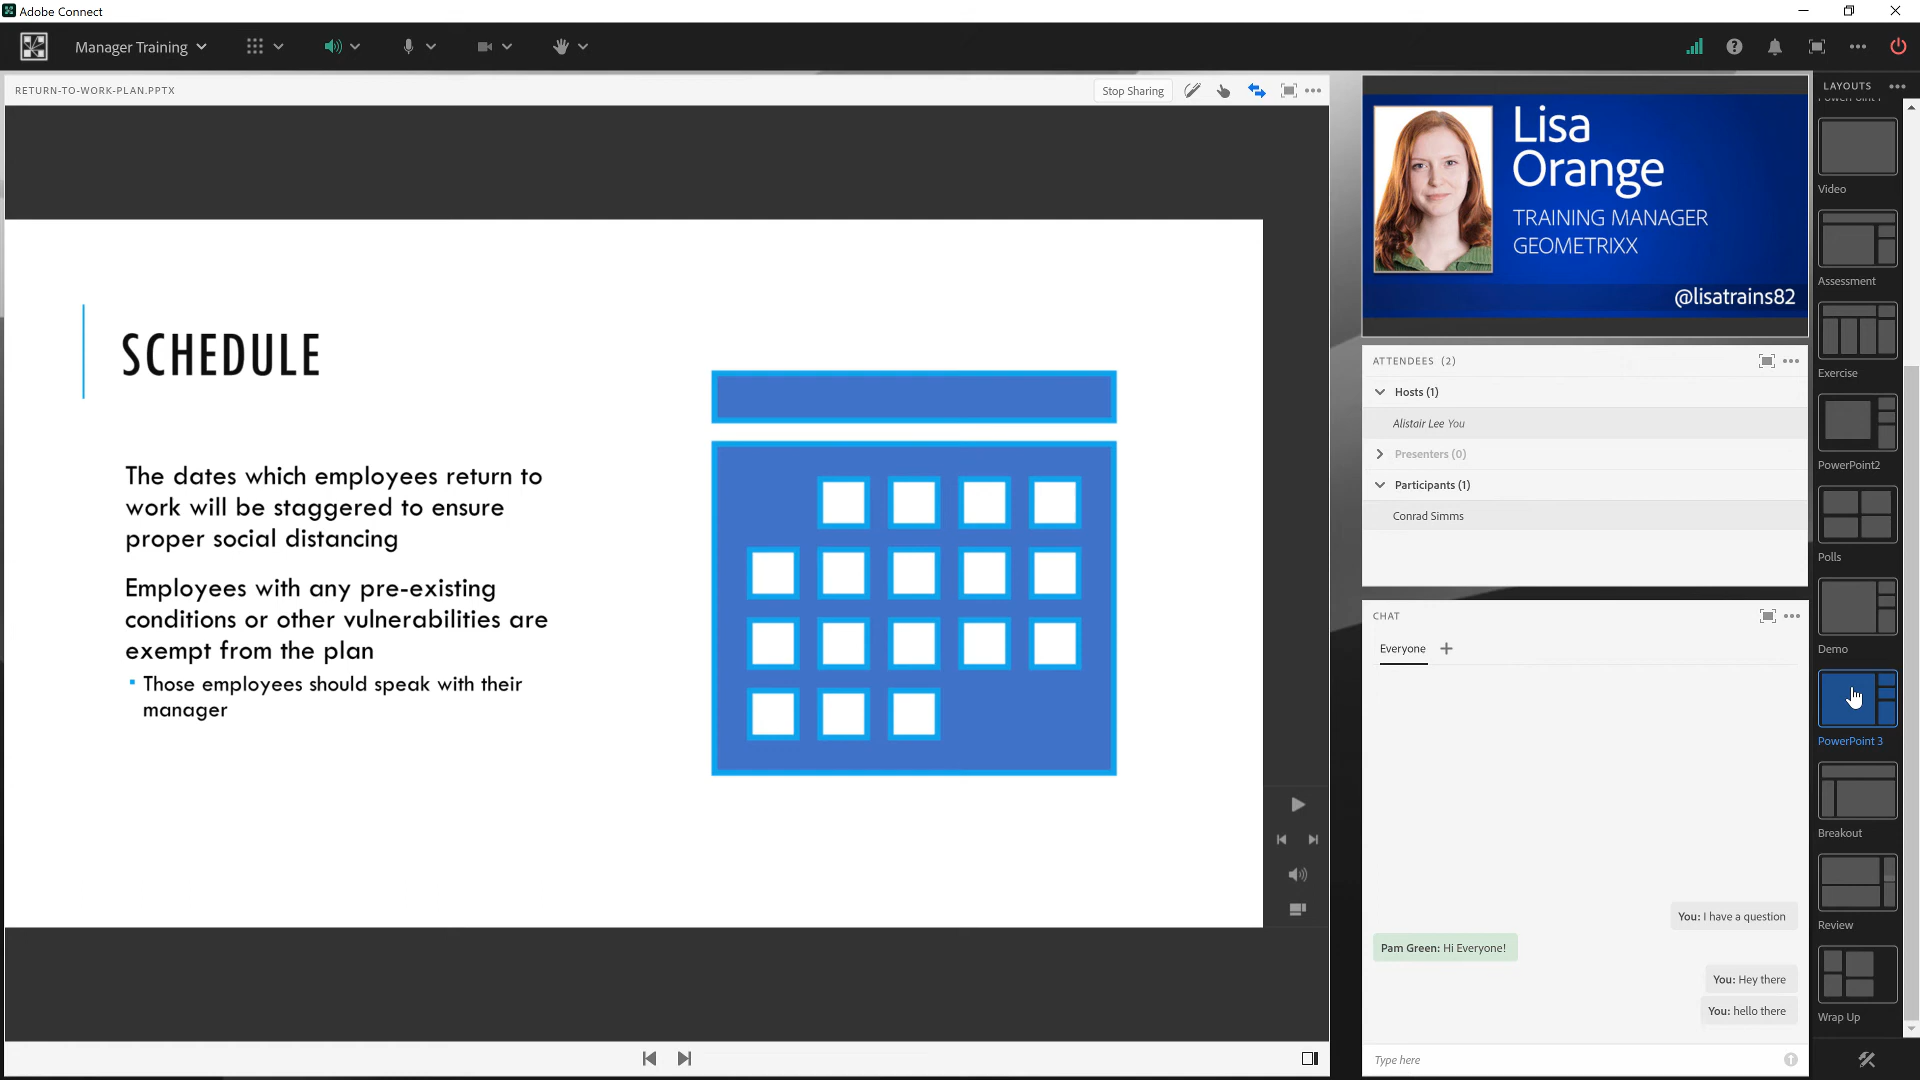 Adobe Connect
Manager Training
RETURN-TO-WORK-PLAN.PPTX
Stop Sharing
SCHEDULE
The dates which employees return to
work will be staggered to ensure
proper social distancing
Employees with any pre-existing
conditions or other vulnerabilities are
exempt from the plan
Those employees should speak with their
manager
Lisa
Orange
TRAINING MANAGER
GEOMETRIXX
@lisatrains82
ATTENDEES (2)
Hosts (1)
Alistair Lee You
Presenters (0)
Participants (1)
Conrad Simms
CHAT
Everyone
You: I have a question
Pam Green: Hi Everyone!
You: Hey there
You: hello there
Type here
LAYOUTS
PowerPoint 1
Video
Assessment
Exercise
PowerPoint2
Polls
Demo
PowerPoint 3
Breakout
Review
Wrap Up